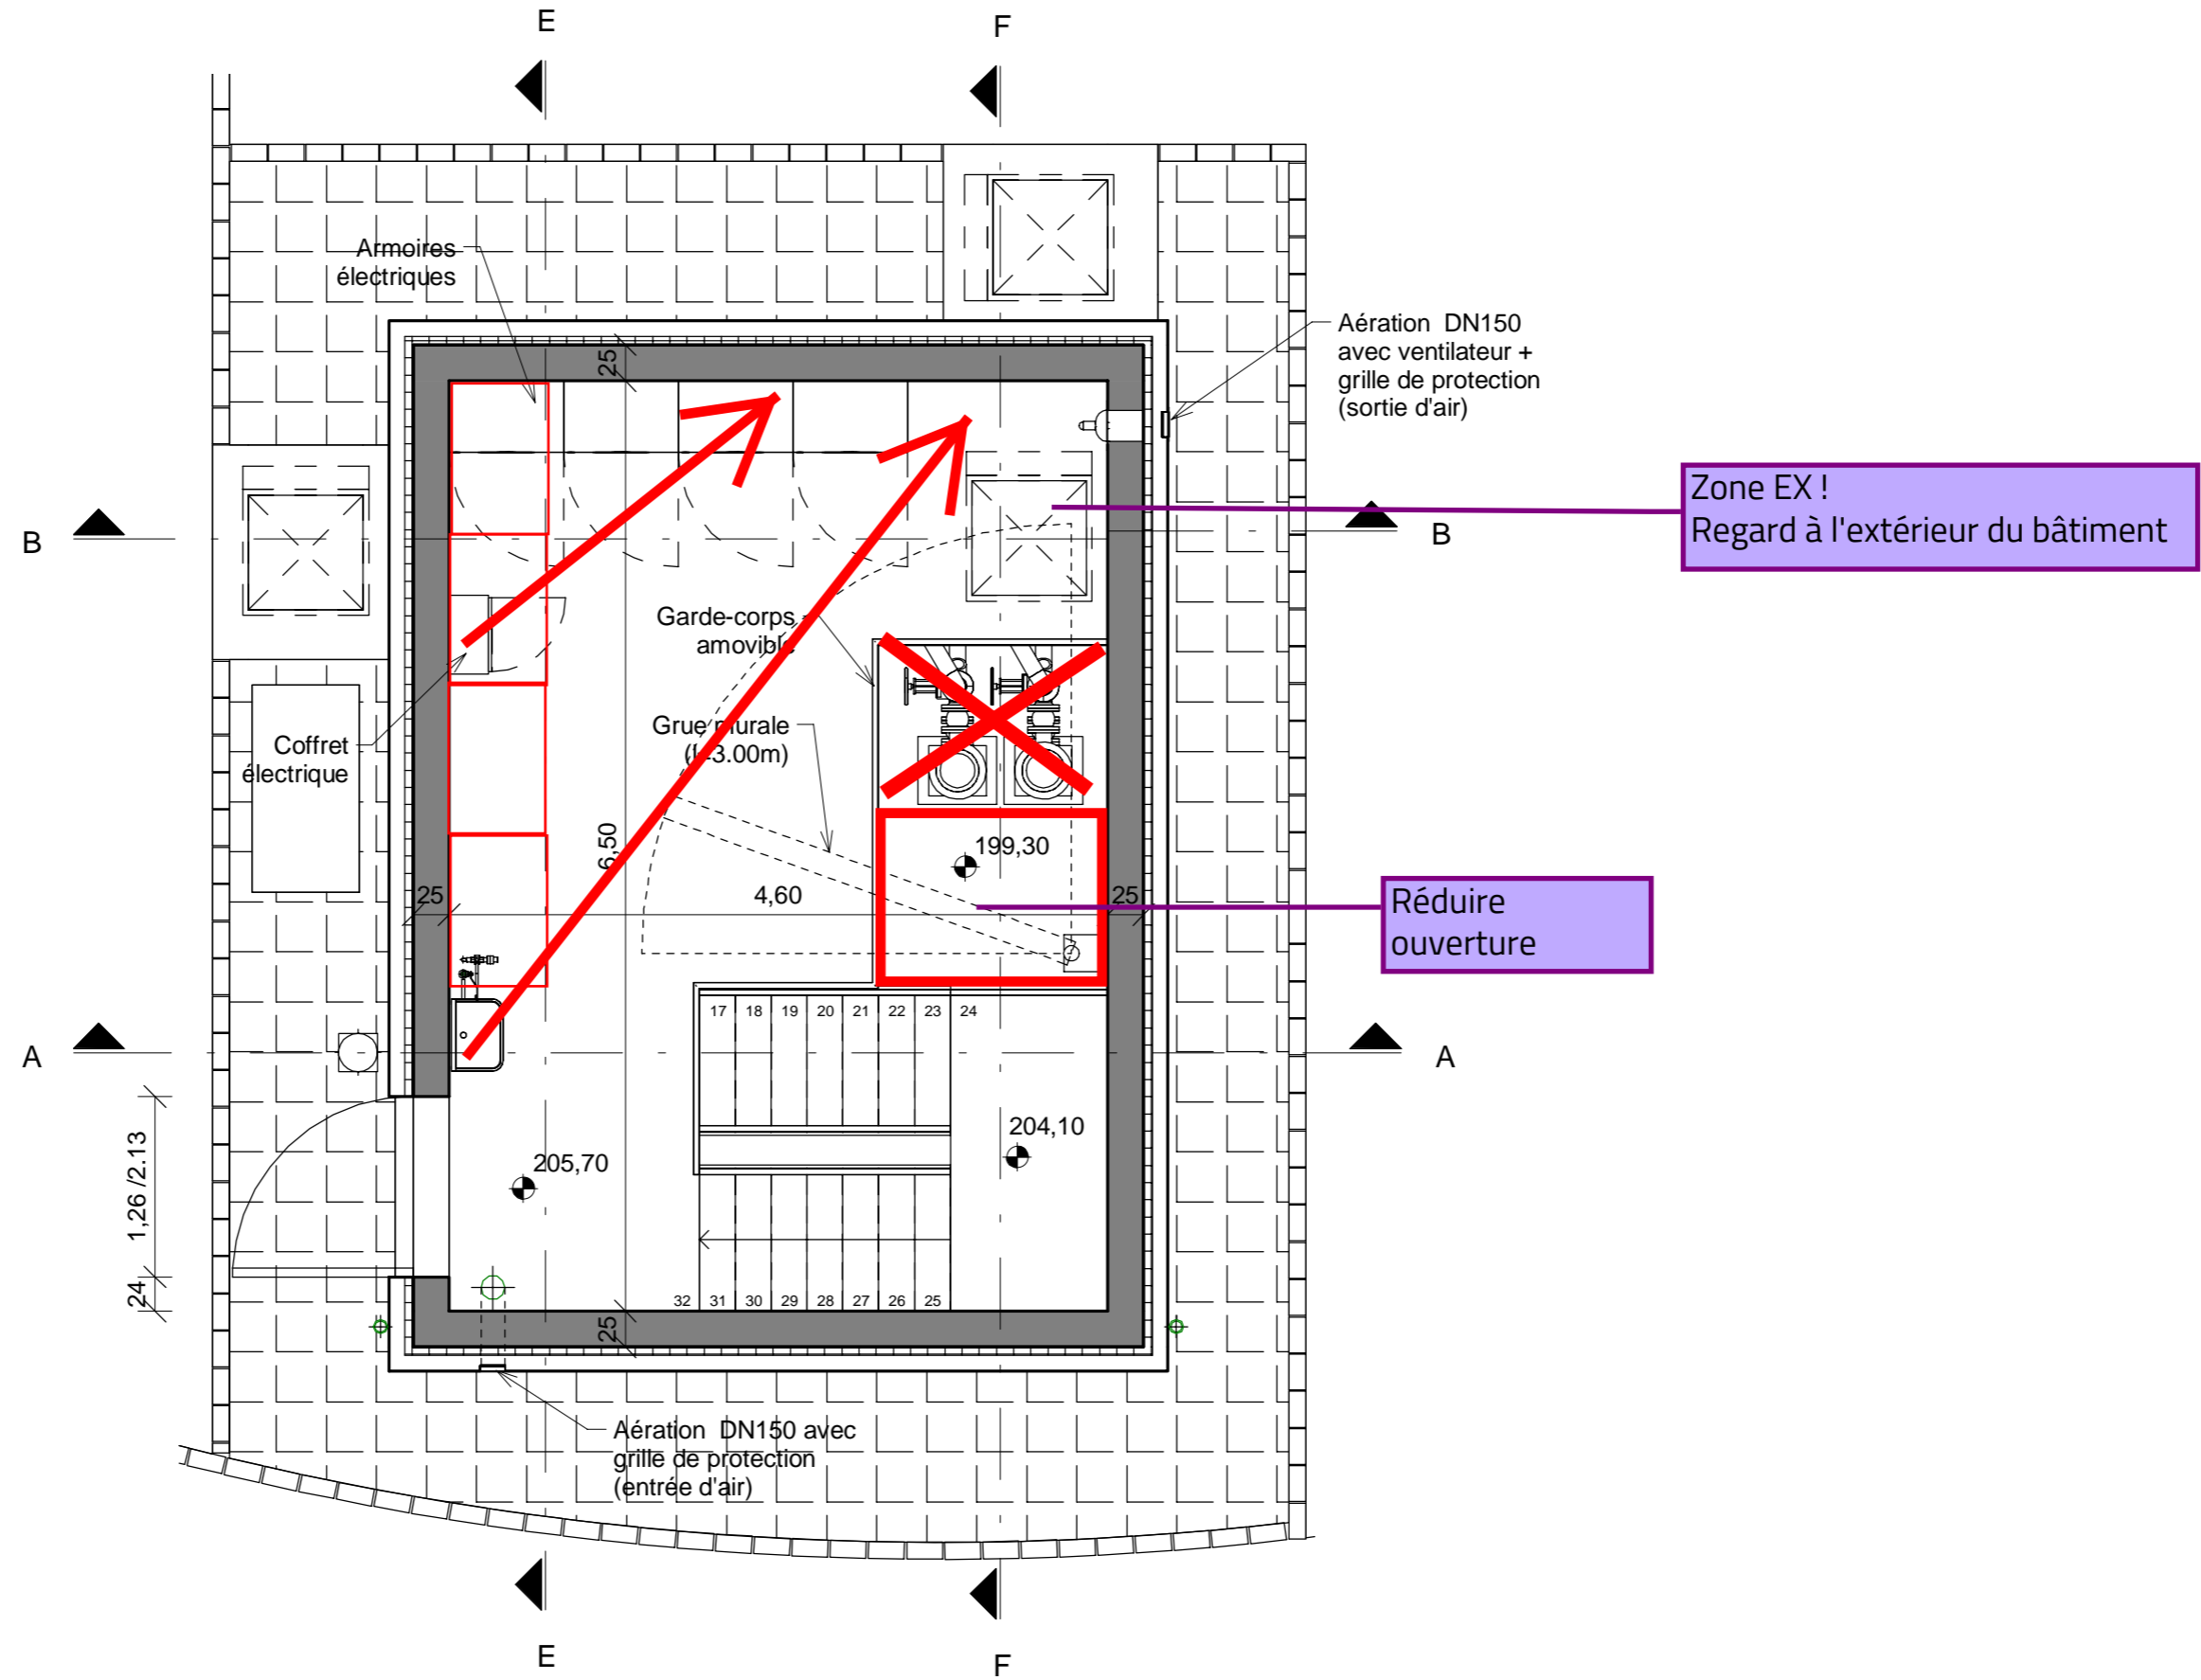 E
F
Armoires
électriques
25
Aération DN150
avec ventilateur +
grille de protection
(sortie d'air)
Zone EX !
Regard à l'extérieur du bâtiment
B
B
Garde-corps
amovible
Grue murale
(l=3.00m)
Coffret
électrique
6,50
199,30
25
4,60
25
Réduire
ouverture
17 18 19 20 21 22 23 24
A
A
1,26 /2.13
204,10
205,70
24
32 31 30 29 28 27 26 25
25
Aération DN150 avec
grille de protection
(entrée d'air)
E
F